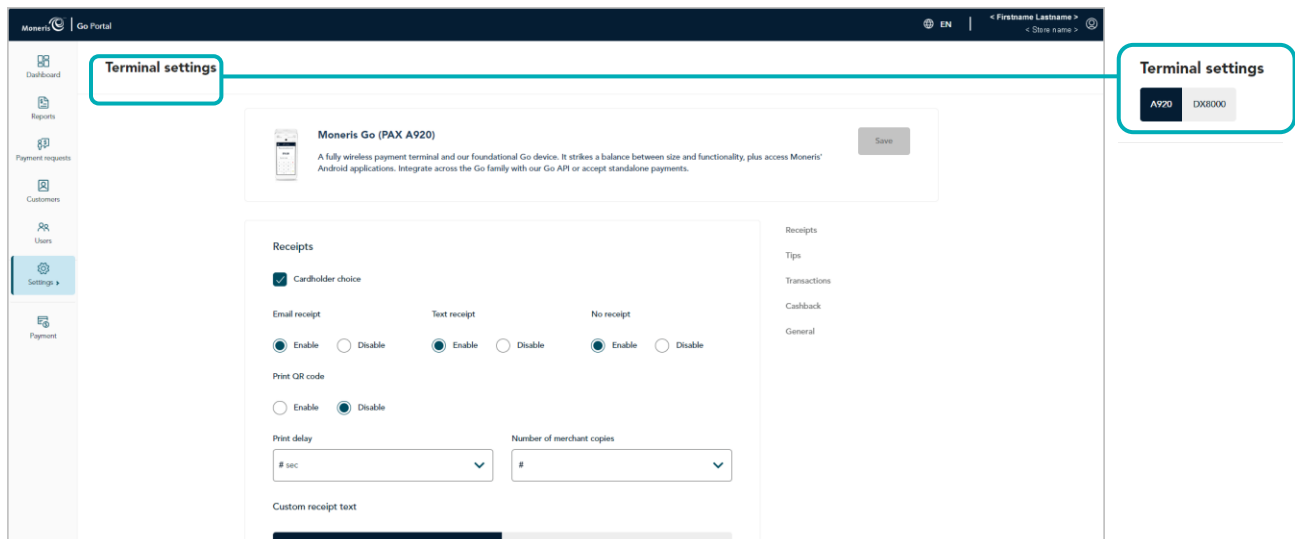 Moneris Go Portal
EN
< Firstname Lastname >
< Store name >
Dashboard
Reports
Payment requests
Customers
Users
Settings
Payment
Terminal settings
Terminal settings
A920 DX8000
Moneris Go (PAX A920)
A fully wireless payment terminal and our foundational Go device. It strikes a balance between size and functionality, plus access Moneris'
Android applications. Integrate across the Go family with our Go API or accept standalone payments.
Save
Receipts
Cardholder choice
Email receipt Text receipt No receipt
Enable Disable Enable Disable Enable Disable
Print QR code
Enable Disable
Print delay Number of merchant copies
# sec #
Custom receipt text
Receipts
Tips
Transactions
Cashback
General